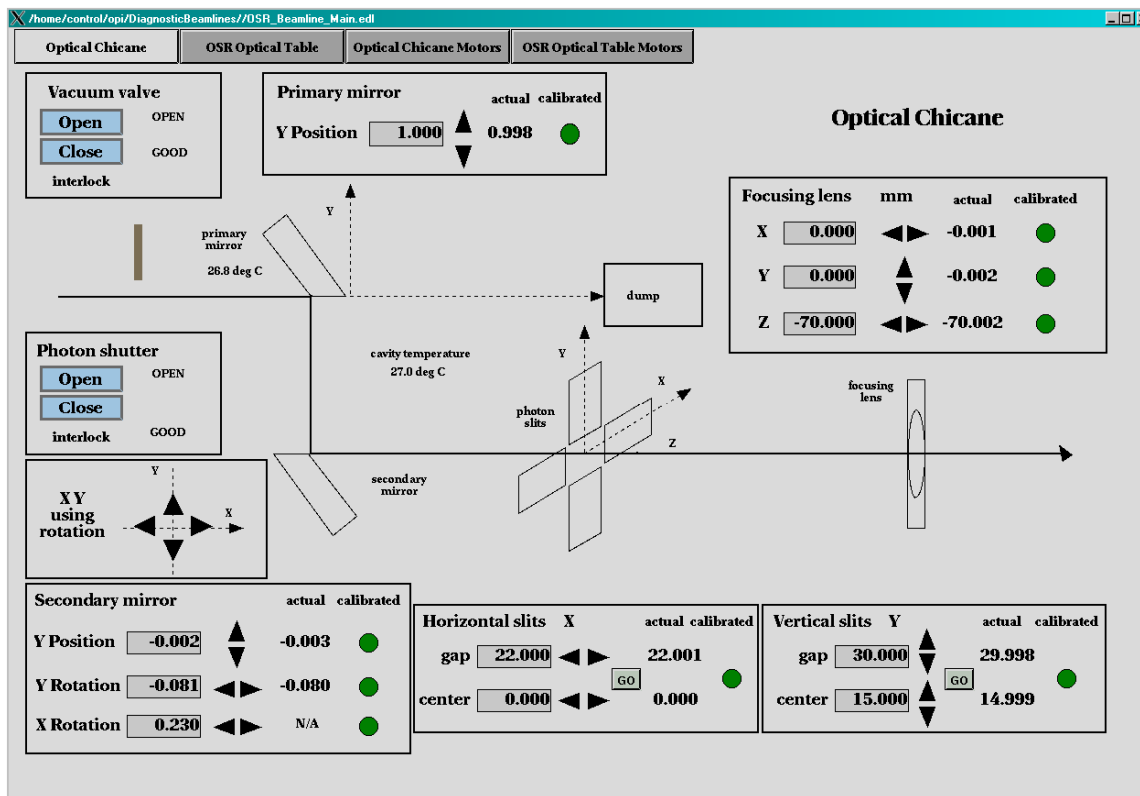 /home/control/opi/DiagnosticBeamlines//OSR_Beamline_Main.edl
Optical Chicane
OSR Optical Table
Optical Chicane Motors
OSR Optical Table Motors
Vacuum valve
Open
OPEN
Close
GOOD
interlock
Primary mirror
actual calibrated
Y Position 1.000 0.998
Optical Chicane
Focusing lens mm actual calibrated
X 0.000 -0.001
Y 0.000 -0.002
Z -70.000 -70.002
Y
primary
mirror
26.8 deg C
dump
Photon shutter
Open
OPEN
Close
interlock
GOOD
cavity temperature
27.0 deg C
Y
X
Z
photon
slits
focusing
lens
secondary
mirror
Y
X
X Y
using
rotation
Secondary mirror actual calibrated
Y Position -0.002 -0.003
Y Rotation -0.081 -0.080
X Rotation 0.230 N/A
Horizontal slits X actual calibrated
gap 22.000 22.001
GO
center 0.000 0.000
Vertical slits Y actual calibrated
gap 30.000 29.998
GO
center 15.000 14.999